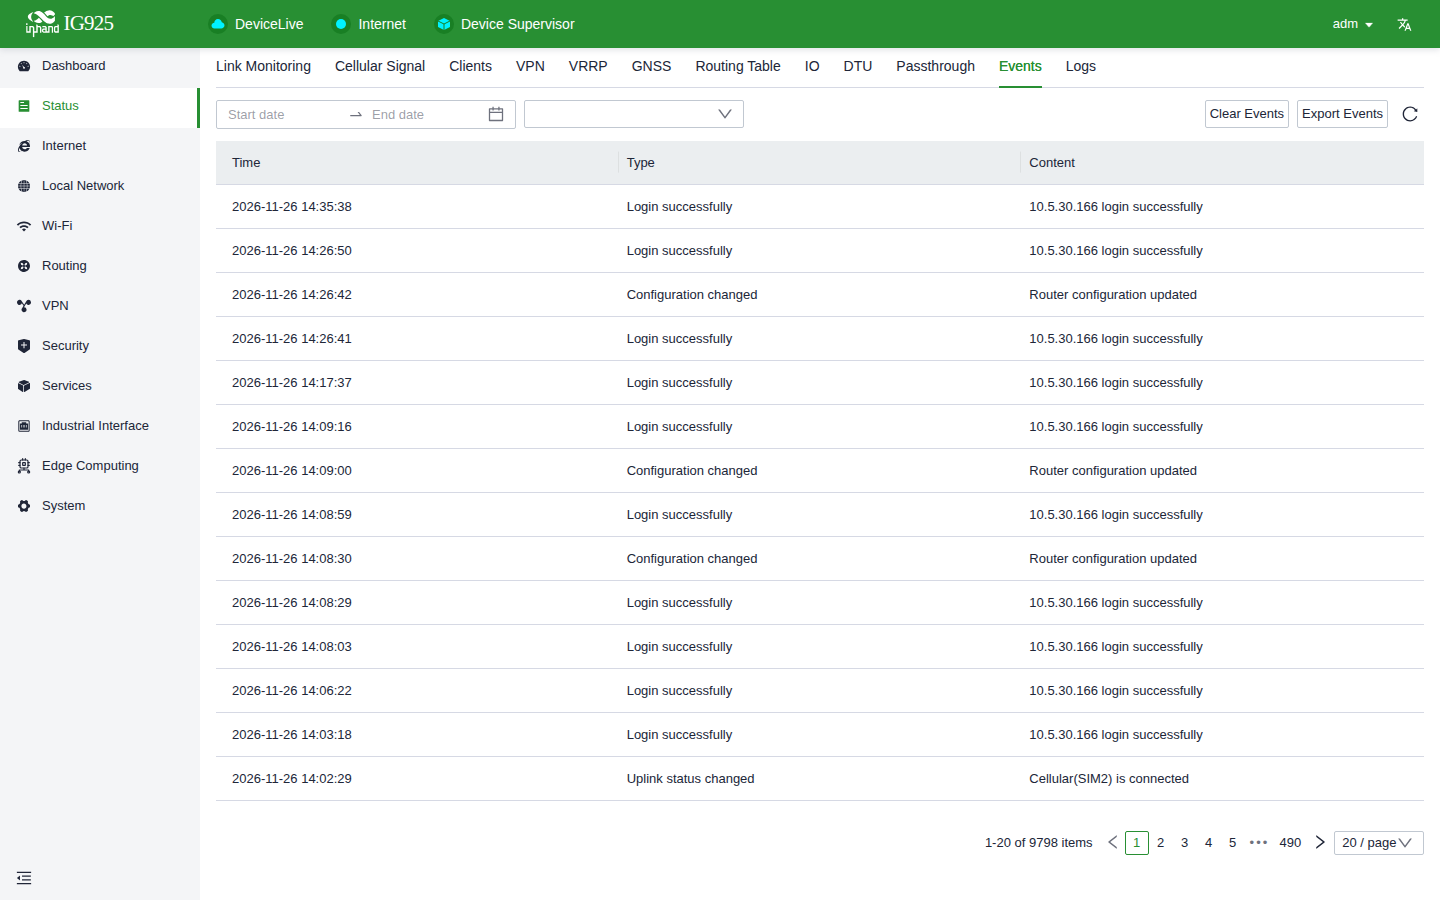 inhand IG925 DeviceLive Internet Device Supervisor adm
Dashboard
Status
Internet
Local Network
Wi-Fi
Routing
VPN
Security
Services
Industrial Interface
Edge Computing
System
Link Monitoring Cellular Signal Clients VPN VRRP GNSS Routing Table IO DTU Passthrough Events Logs
Start date End date Clear Events Export Events
Time Type Content
2026-11-26 14:35:38 Login successfully 10.5.30.166 login successfully
2026-11-26 14:26:50 Login successfully 10.5.30.166 login successfully
2026-11-26 14:26:42 Configuration changed Router configuration updated
2026-11-26 14:26:41 Login successfully 10.5.30.166 login successfully
2026-11-26 14:17:37 Login successfully 10.5.30.166 login successfully
2026-11-26 14:09:16 Login successfully 10.5.30.166 login successfully
2026-11-26 14:09:00 Configuration changed Router configuration updated
2026-11-26 14:08:59 Login successfully 10.5.30.166 login successfully
2026-11-26 14:08:30 Configuration changed Router configuration updated
2026-11-26 14:08:29 Login successfully 10.5.30.166 login successfully
2026-11-26 14:08:03 Login successfully 10.5.30.166 login successfully
2026-11-26 14:06:22 Login successfully 10.5.30.166 login successfully
2026-11-26 14:03:18 Login successfully 10.5.30.166 login successfully
2026-11-26 14:02:29 Uplink status changed Cellular(SIM2) is connected
1-20 of 9798 items 1 2 3 4 5 ••• 490 20 / page